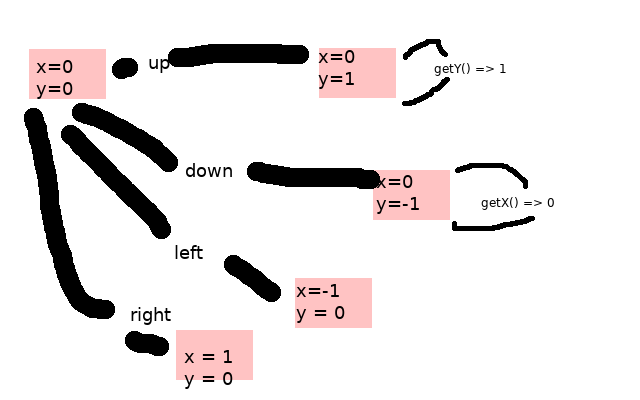 x=0
y=0
up
x=0
y=1
getY() => 1
down
x=0
y=-1
getX() => 0
left
x=-1
y = 0
right
x = 1
y = 0